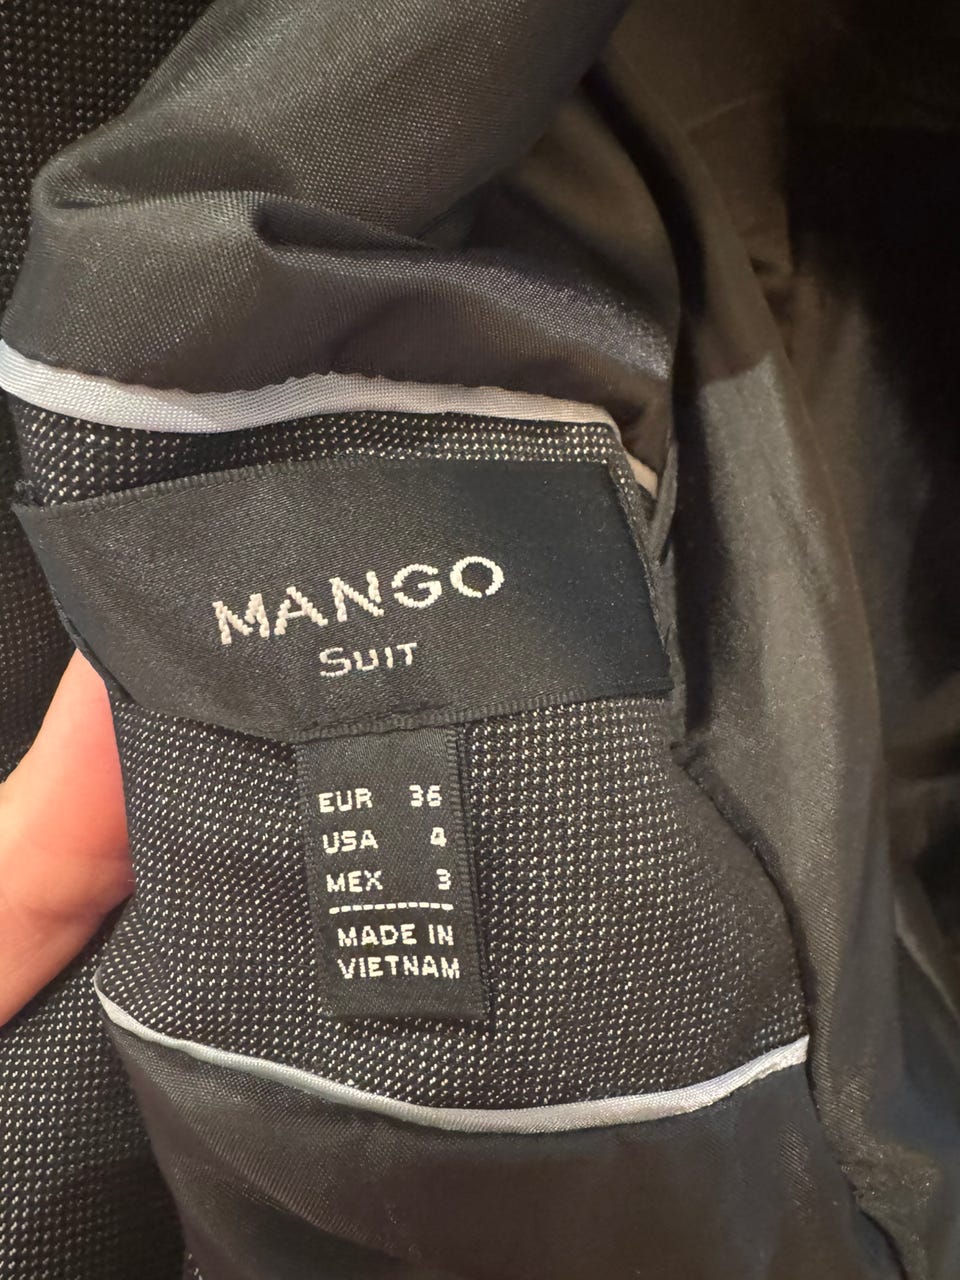 MANGO
SUIT
EUR 36
USA 4
MEX 3
MADE IN
VIETNAM